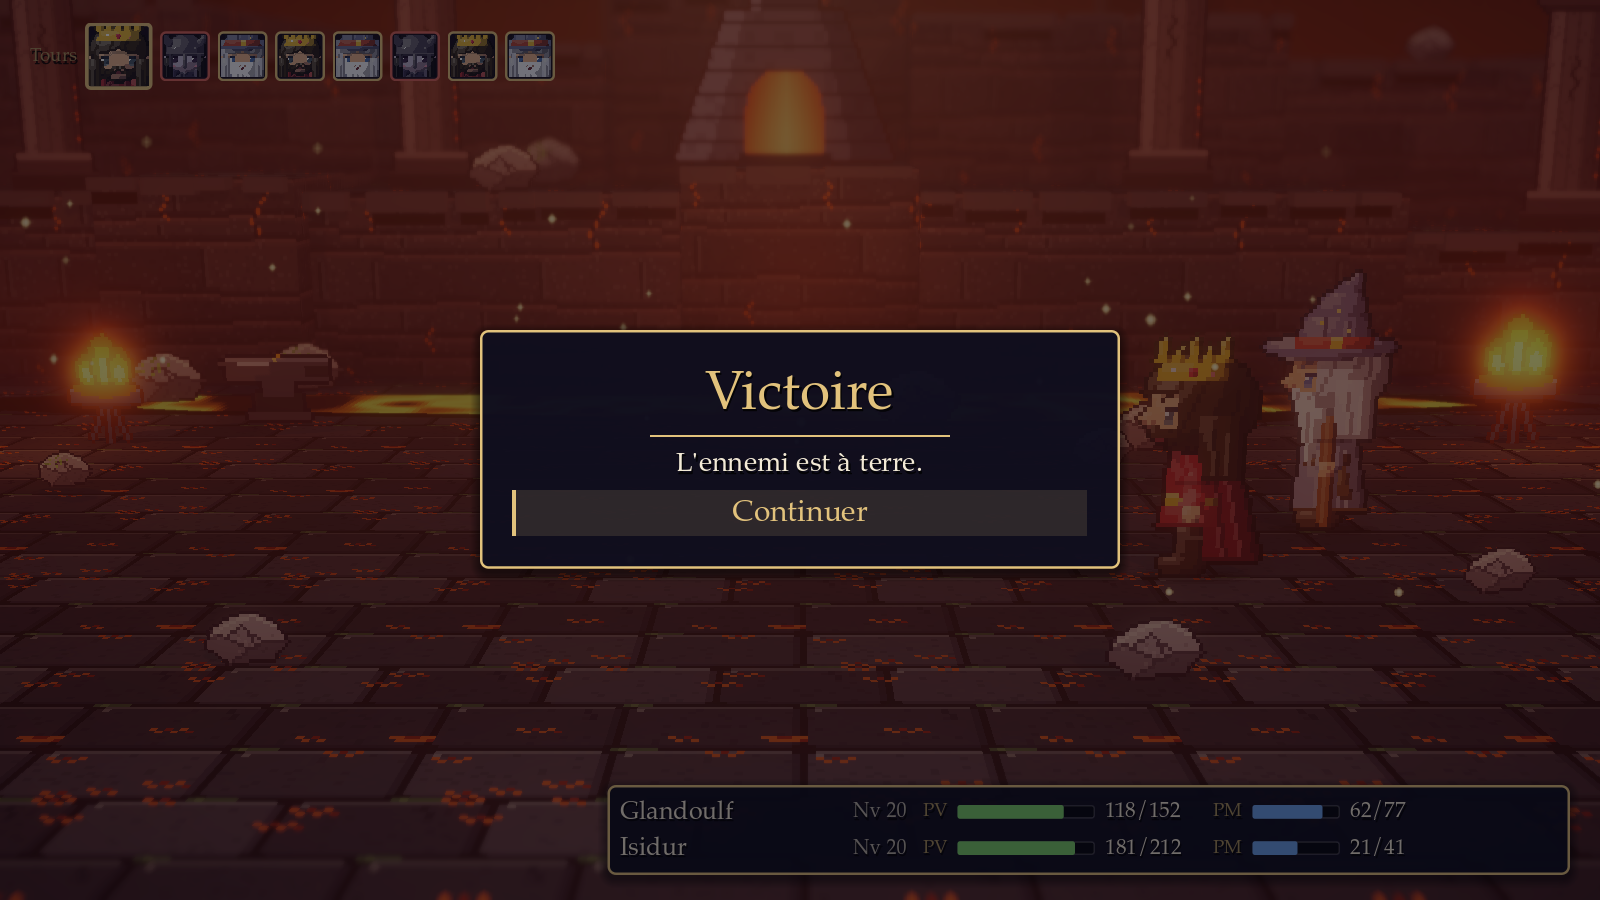 Tours
Victoire
L'ennemi est à terre.
Continuer
Glandoulf Nv 20 PV 118/152 PM 62/77
Isidur Nv 20 PV 181/212 PM 21/41